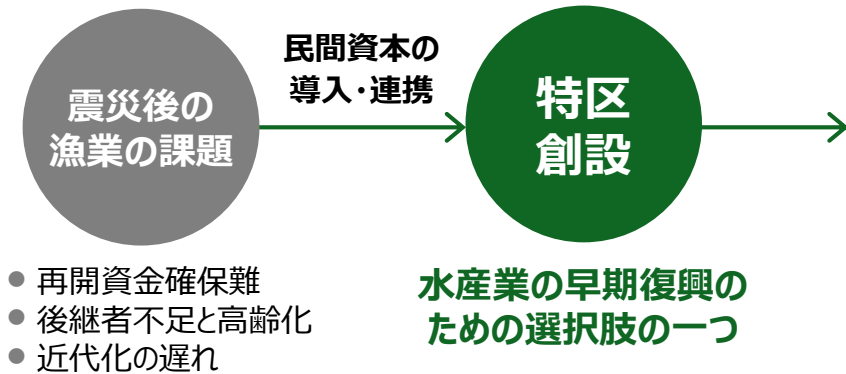 震災後の
漁業の課題
民間資本の
導入・連携
特区
創設
● 再開資金確保難
● 後継者不足と高齢化
● 近代化の遅れ
水産業の早期復興の
ための選択肢の一つ